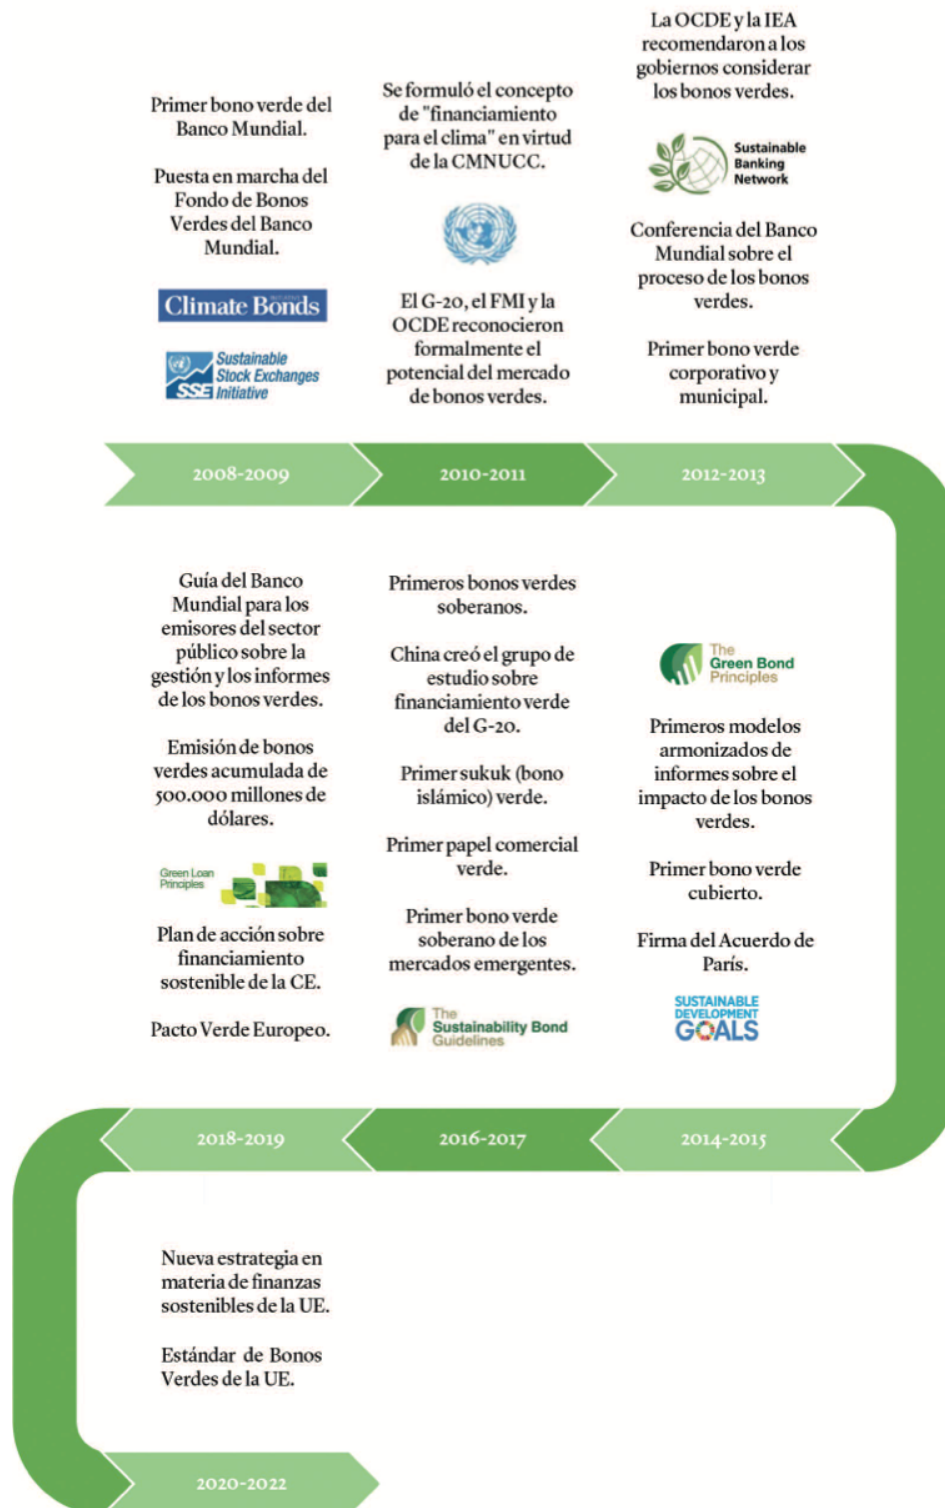 Primer bono verde del
Banco Mundial.
Puesta en marcha del
Fondo de Bonos
Verdes del Banco
Mundial.
Climate Bonds
SSE
Sustainable
Stock Exchanges
Initiative
2008-2009
Se formuló el concepto
de "financiamiento
para el clima" en virtud
de la CMNUCC.
El G-20, el FMI y la
OCDE reconocieron
formalmente el
potencial del mercado
de bonos verdes.
2010-2011
La OCDE y la IEA
recomendaron a los
gobiernos considerar
los bonos verdes.
Sustainable
Banking
Network
Conferencia del Banco
Mundial sobre el
proceso de los bonos
verdes.
Primer bono verde
corporativo y
municipal.
2012-2013
The
Green Bond
Principles
Primeros modelos
armonizados de
informes sobre el
impacto de los bonos
verdes.
Primer bono verde
cubierto.
Firma del Acuerdo de
París.
SUSTAINABLE
DEVELOPMENT
GOALS
2014-2015
Primeros bonos verdes
soberanos.
China creó el grupo de
estudio sobre
financiamiento verde
del G-20.
Primer sukuk (bono
islámico) verde.
Primer papel comercial
verde.
Primer bono verde
soberano de los
mercados emergentes.
The
Sustainability Bond
Guidelines
2016-2017
Guía del Banco
Mundial para los
emisores del sector
público sobre la
gestión y los informes
de los bonos verdes.
Emisión de bonos
verdes acumulada de
500.000 millones de
dólares.
Green Loan
Principles
Plan de acción sobre
financiamiento
sostenible de la CE.
Pacto Verde Europeo.
2018-2019
Nueva estrategia en
materia de finanzas
sostenibles de la UE.
Estándar de Bonos
Verdes de la UE.
2020-2022